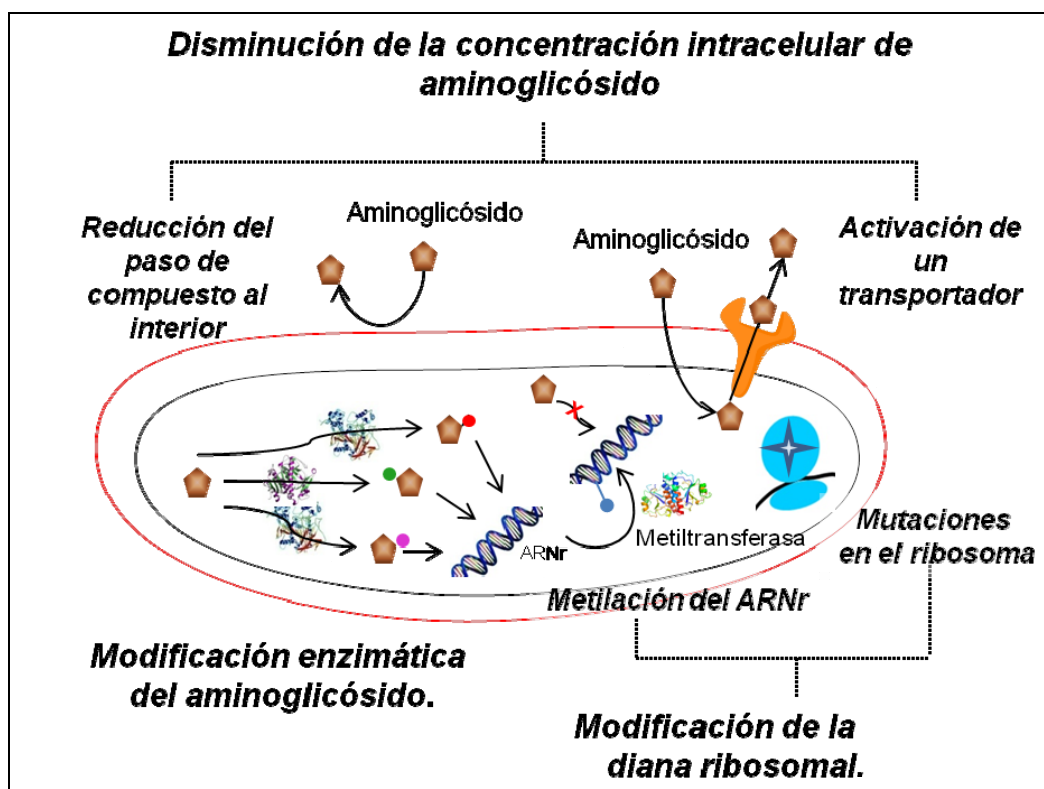 Disminución de la concentración intracelular de
aminoglicósido
Reducción del
paso de
compuesto al
interior
Aminoglicósido
Aminoglicósido
Activación de
un
transportador
ARNr
Metiltransferasa
Mutaciones
en el ribosoma
Metilación del ARNr
Modificación enzimática
del aminoglicósido.
Modificación de la
diana ribosomal.